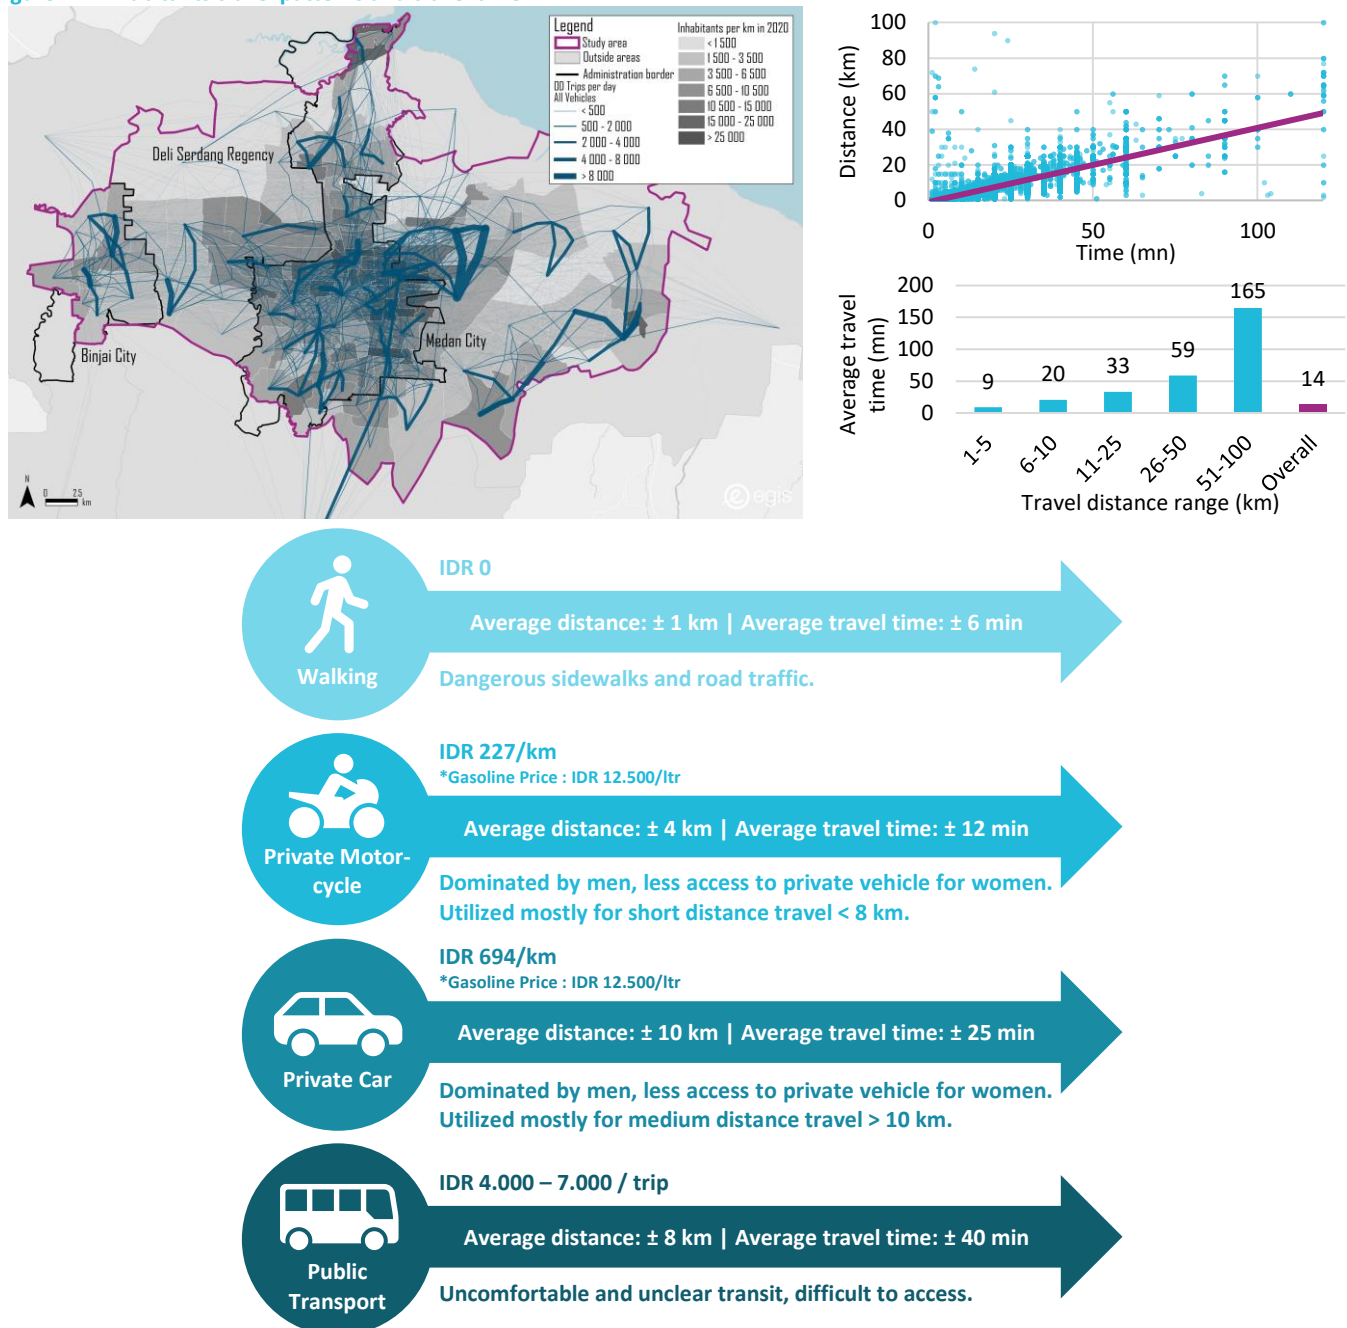 Legend
Study area
Outside areas
Administration border
OD Trips per day
All Vehicles
< 500
500 - 2 000
2 000 - 4 000
4 000 - 8 000
> 8 000
Inhabitants per km in 2020
< 1 500
1 500 - 3 500
3 500 - 6 500
6 500 - 10 500
10 500 - 15 000
15 000 - 25 000
> 25 000
Deli Serdang Regency
Binjai City
Medan City
N
0 2.5
km
egis
Distance (km)
100
80
60
40
20
0
0 50 100
Time (mn)
Average travel
time (mn)
200
150
100
50
0
9
20
33
59
165
14
1-5
6-10
11-25
26-50
51-100
Overall
Travel distance range (km)
IDR 0
Average distance: ± 1 km | Average travel time: ± 6 min
Walking
Dangerous sidewalks and road traffic.
IDR 227/km
*Gasoline Price : IDR 12.500/ltr
Average distance: ± 4 km | Average travel time: ± 12 min
Private Motor-
cycle
Dominated by men, less access to private vehicle for women.
Utilized mostly for short distance travel < 8 km.
IDR 694/km
*Gasoline Price : IDR 12.500/ltr
Average distance: ± 10 km | Average travel time: ± 25 min
Private Car
Dominated by men, less access to private vehicle for women.
Utilized mostly for medium distance travel > 10 km.
IDR 4.000 – 7.000 / trip
Average distance: ± 8 km | Average travel time: ± 40 min
Public
Transport
Uncomfortable and unclear transit, difficult to access.